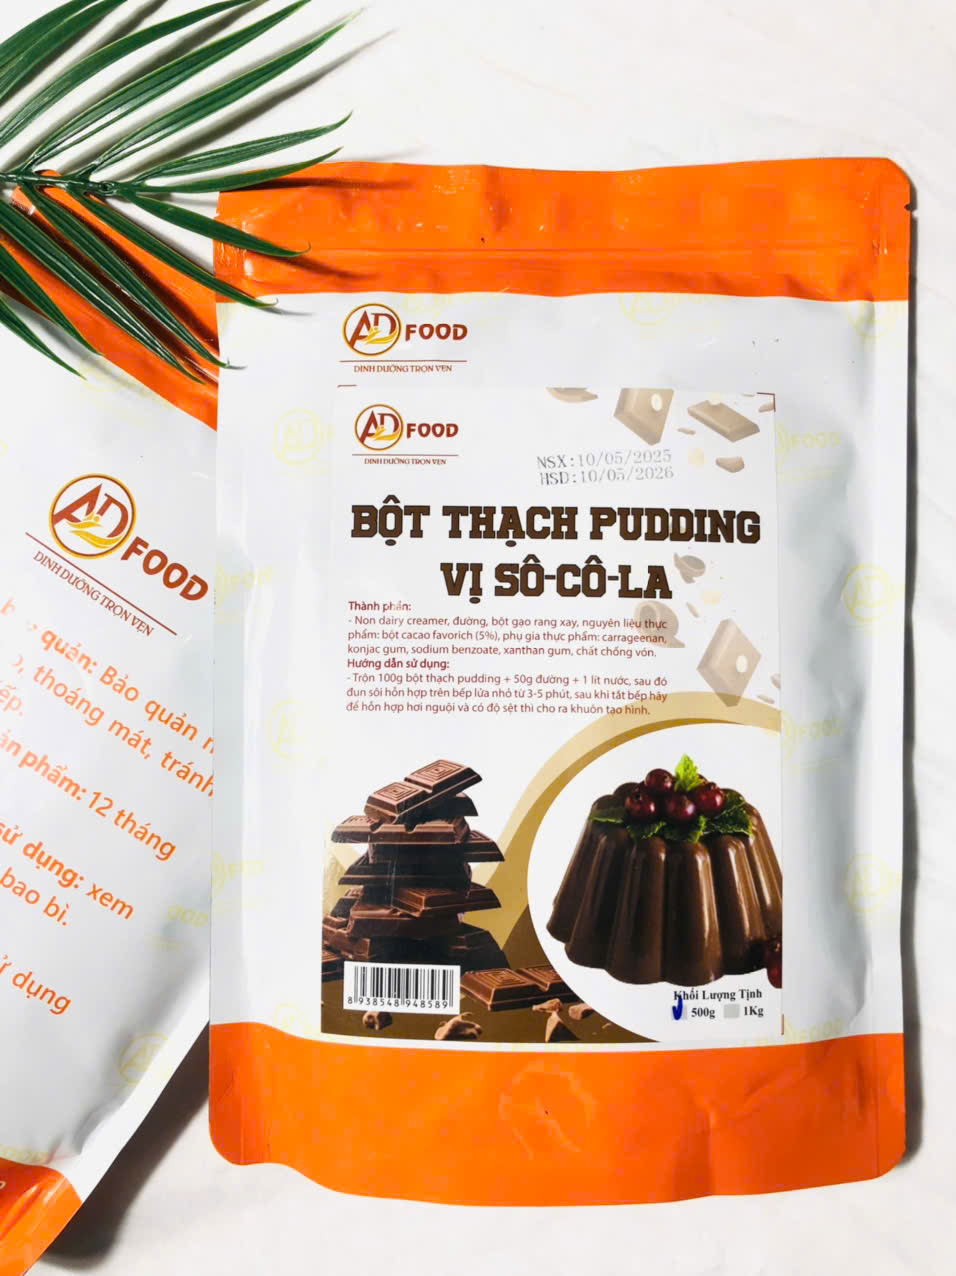 AD FOOD
DINH DƯỠNG TRỌN VẸN
AD FOOD
DINH DƯỠNG TRỌN VẸN
NSX:10/05/2025
HSD:10/05/2026
BỘT THẠCH PUDDING
VỊ SÔ-CÔ-LA
Thành phần:
- Non dairy creamer, đường, bột gạo rang xay, nguyên liệu thực
phẩm: bột cacao favorich (5%), phụ gia thực phẩm: carrageenan,
konjac gum, sodium benzoate, xanthan gum, chất chống vón.
Hướng dẫn sử dụng:
- Trộn 100g bột thạch pudding + 50g đường + 1 lít nước, sau đó
đun sôi hỗn hợp trên bếp lửa nhỏ từ 3-5 phút, sau khi tắt bếp hãy
để hỗn hợp hơi nguội và có độ sệt thì cho ra khuôn tạo hình.
8 938548 948589
Khối Lượng Tịnh
500g 1Kg
AD FOOD
DINH DƯỠNG TRỌN VẸN
quản: Bảo quản
thoáng mát, tránh
phẩm: 12 tháng
sử dụng: xem
bao bì.
dụng